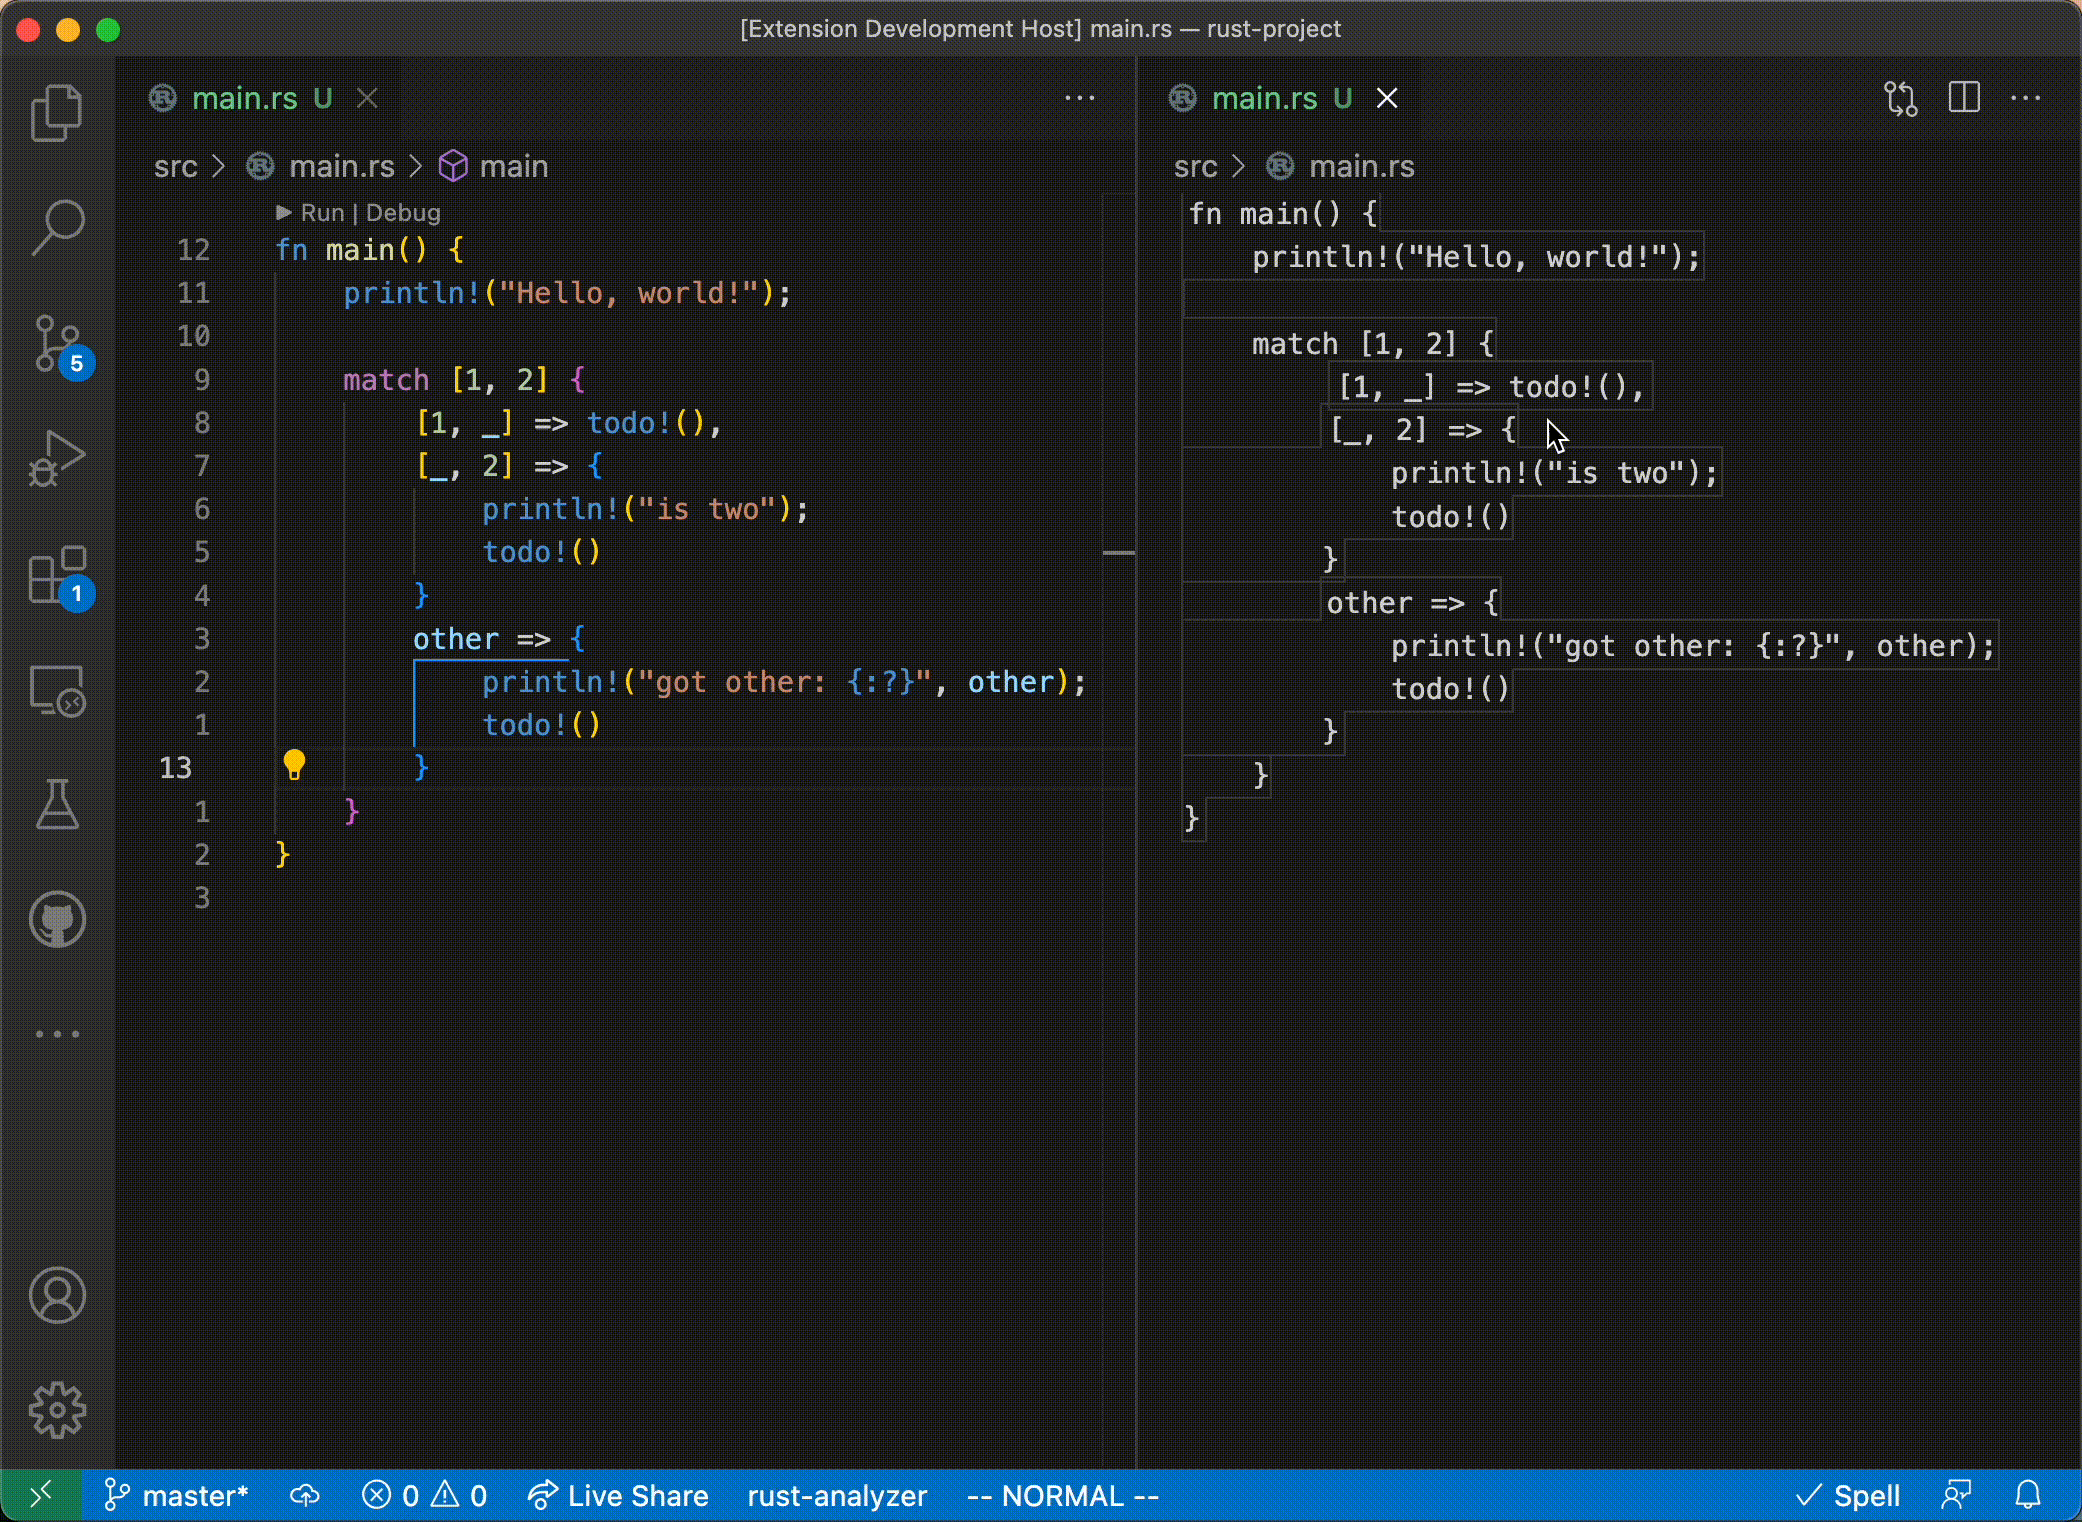 [Extension Development Host] main.rs — rust-project
main.rs U
src > main.rs > main
Run | Debug
12 fn main() {
11     println!("Hello, world!");
10
9     match [1, 2] {
8         [1, _] => todo!(),
7         [_, 2] => {
6             println!("is two");
5             todo!()
4         }
3         other => {
2             println!("got other: {:?}", other);
1             todo!()
13         }
1     }
2 }
3
main.rs U
src > main.rs
fn main() {
    println!("Hello, world!");
    match [1, 2] {
        [1, _] => todo!(),
        [_, 2] => {
            println!("is two");
            todo!()
        }
        other => {
            println!("got other: {:?}", other);
            todo!()
        }
    }
}
5
1
master* 0 0 Live Share rust-analyzer -- NORMAL -- Spell